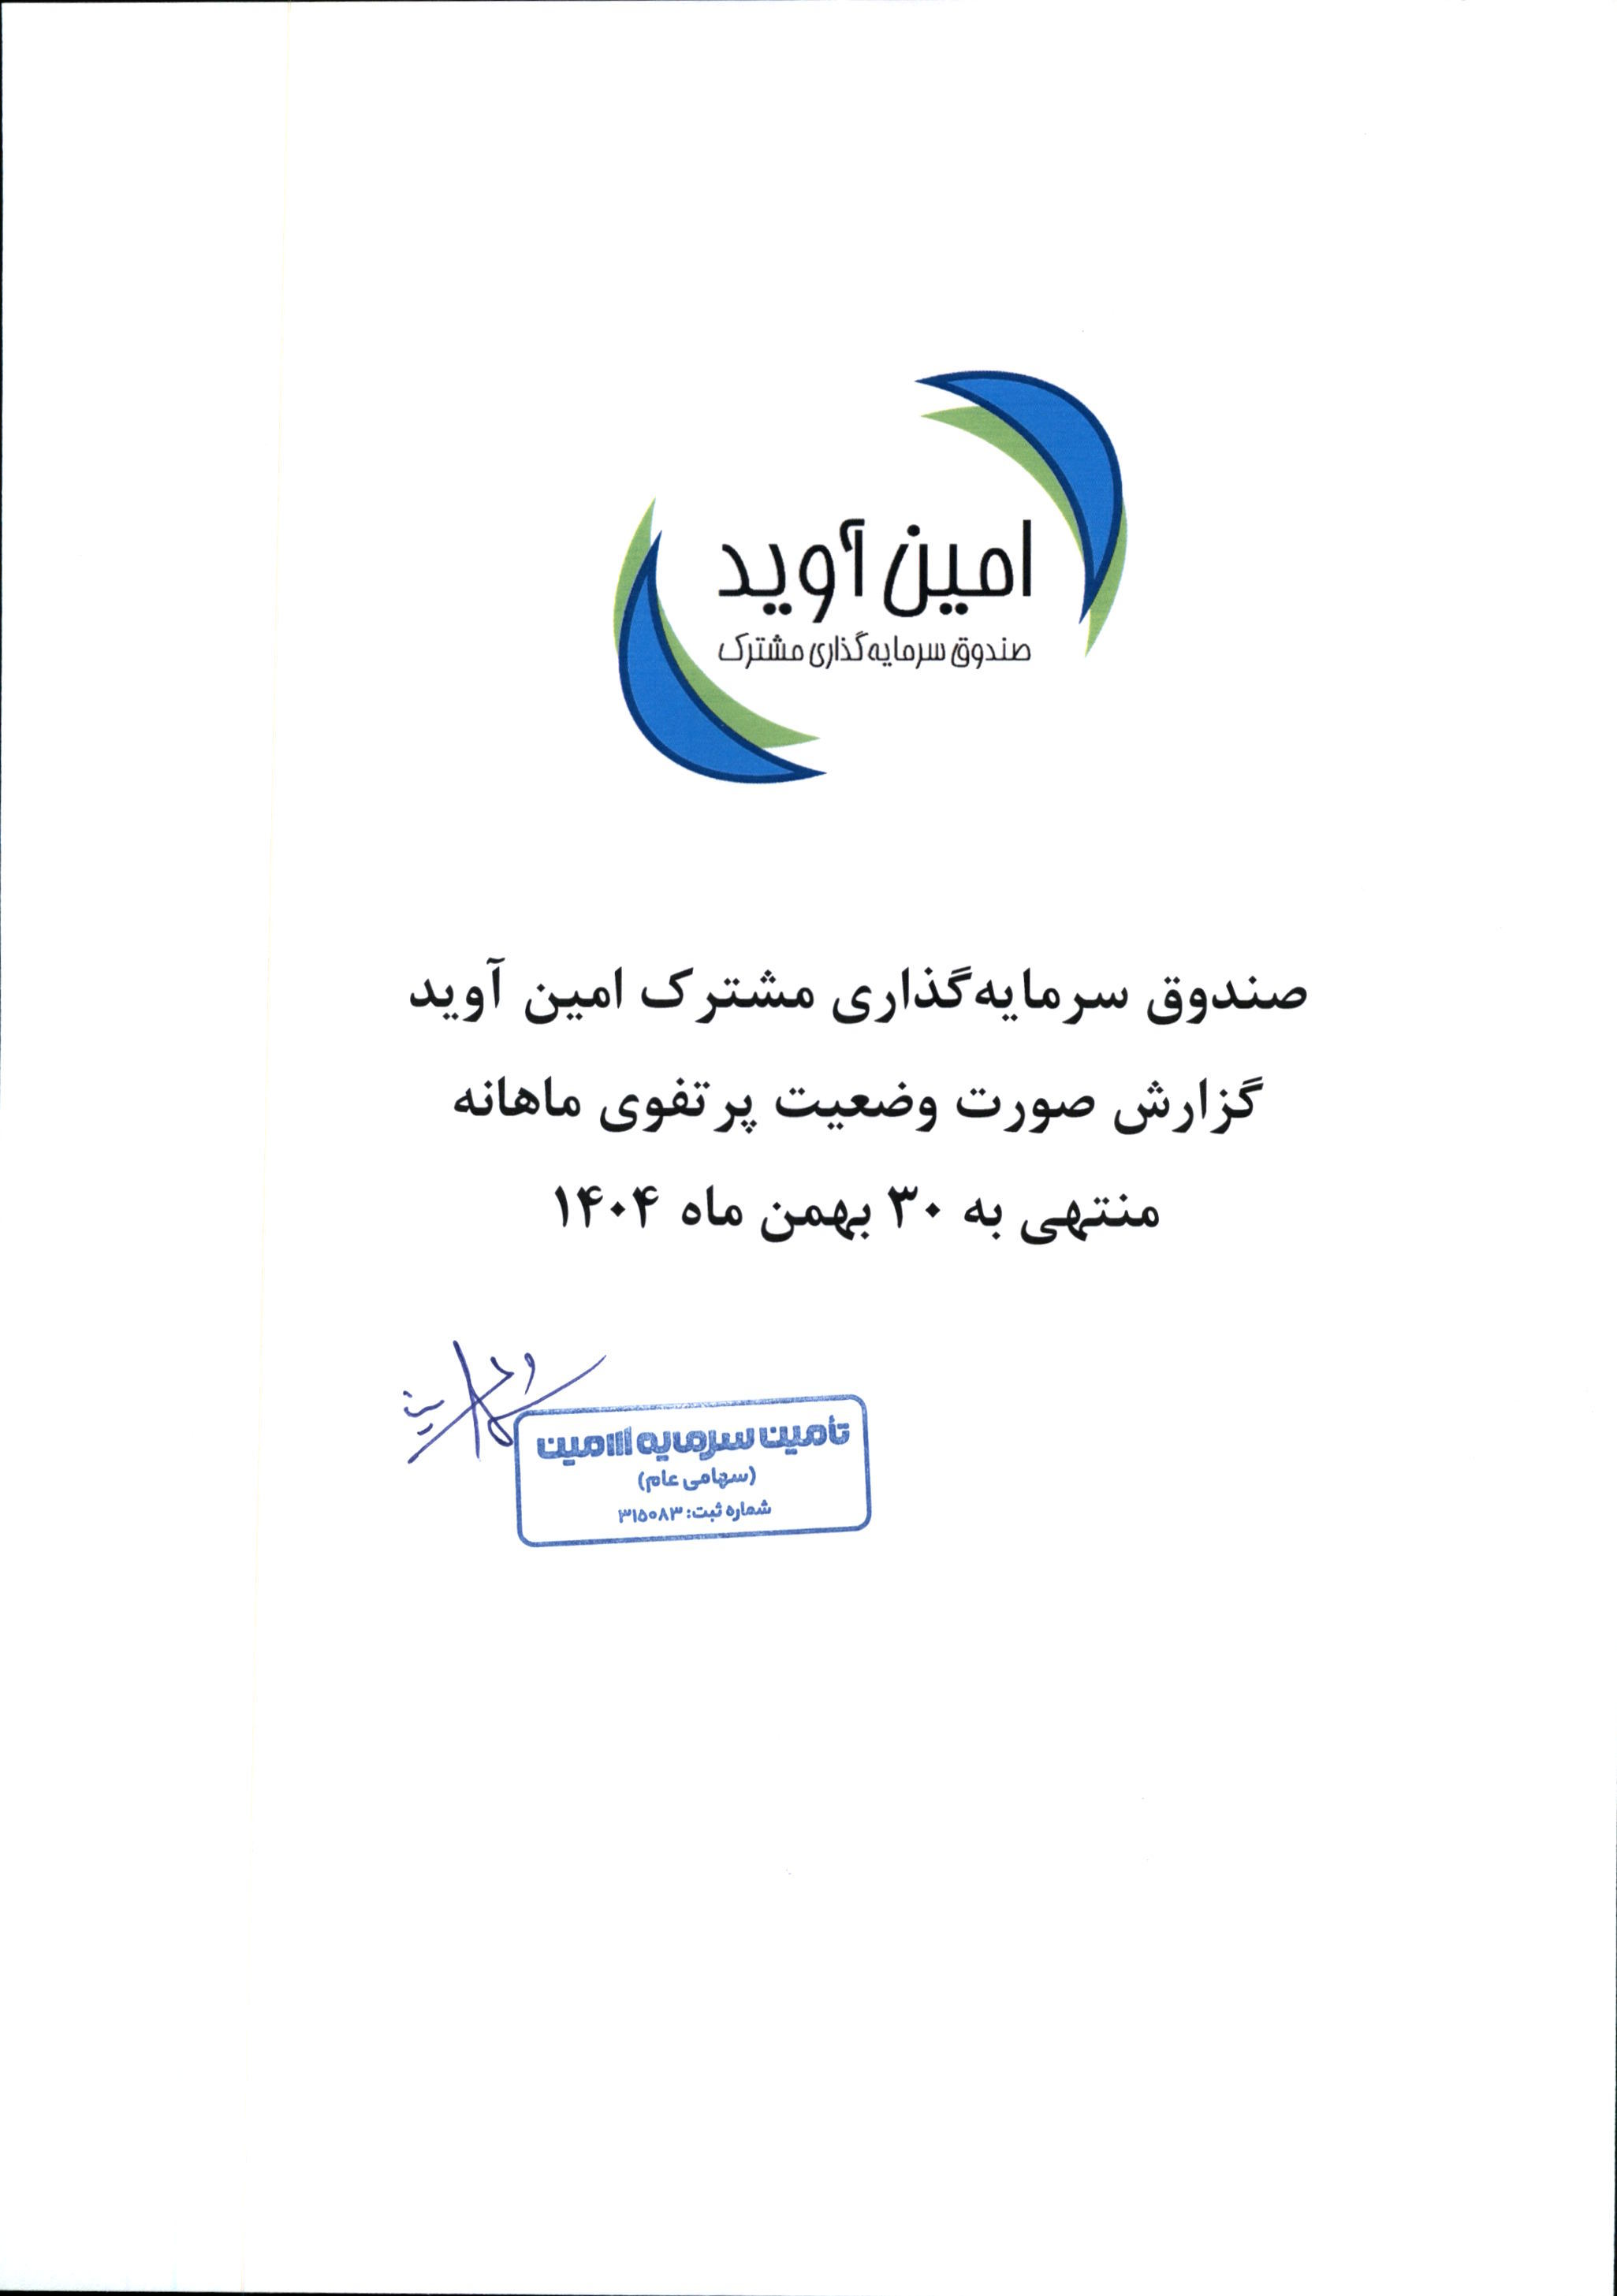 امین آوید
صندوق سرمایه‌گذاری مشترک
صندوق سرمایه‌گذاری مشترک امین آوید
گزارش صورت وضعیت پرتفوی ماهانه
منتهی به ۳۰ بهمن ماه ۱۴۰۴
تأمین سرمایه امین
(سهامی عام)
شماره ثبت: ۳۱۵۰۸۳